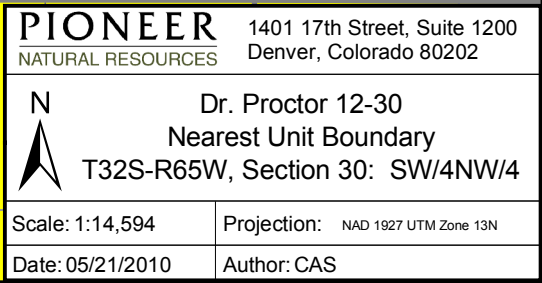 PIONEER
NATURAL RESOURCES
1401 17th Street, Suite 1200
Denver, Colorado 80202
N
Dr. Proctor 12-30
Nearest Unit Boundary
T32S-R65W, Section 30: SW/4NW/4
Scale: 1:14,594
Projection: NAD 1927 UTM Zone 13N
Date: 05/21/2010
Author: CAS